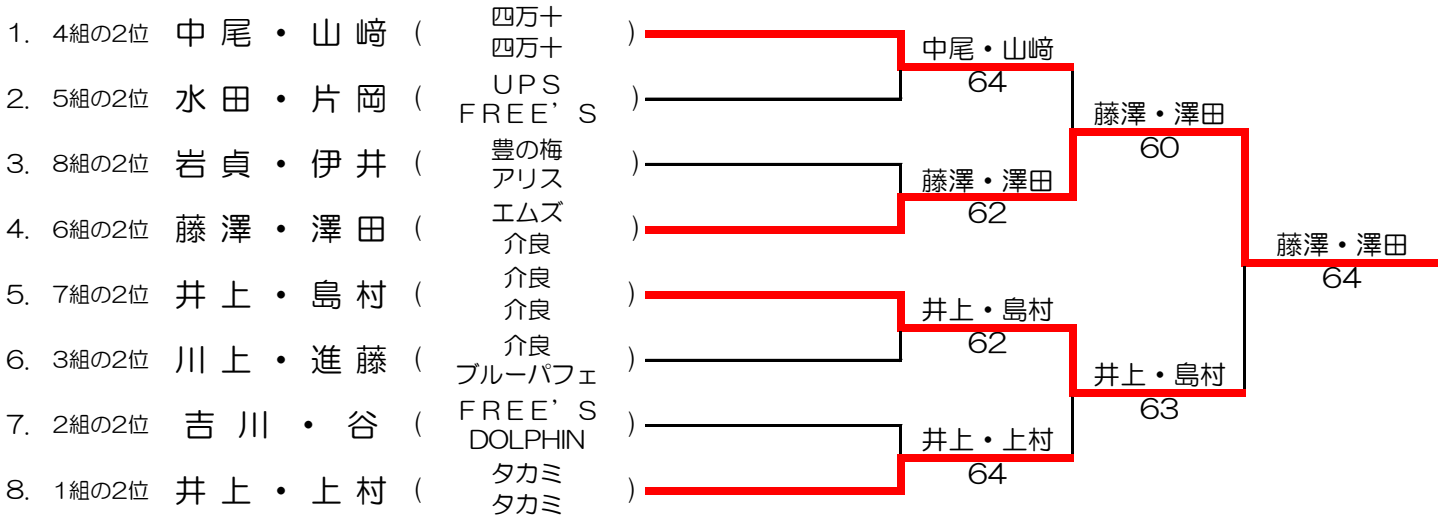 四万十
1. 4組の2位 中尾・山﨑 ( )
四万十
中尾・山﨑
64
UPS
2. 5組の2位 水田・片岡 ( )
FREE'S
藤澤・澤田
60
豊の梅
3. 8組の2位 岩貞・伊井 ( )
アリス
藤澤・澤田
62
エムズ
4. 6組の2位 藤澤・澤田 ( )
介良
藤澤・澤田
64
介良
5. 7組の2位 井上・島村 ( )
介良
井上・島村
62
介良
6. 3組の2位 川上・進藤 ( )
ブルーパフェ
井上・島村
63
FREE'S
7. 2組の2位 吉川・谷 ( )
DOLPHIN
井上・上村
64
タカミ
8. 1組の2位 井上・上村 ( )
タカミ